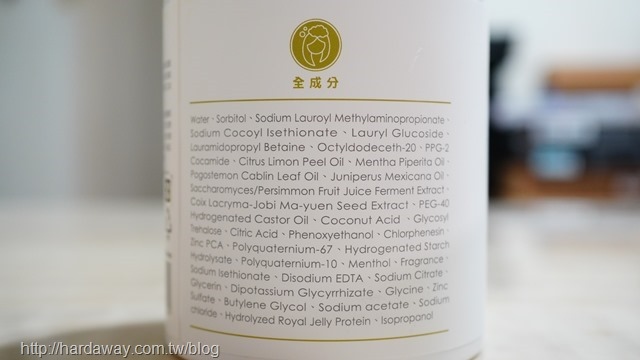 全成分
Water、Sorbitol、Sodium Lauroyl Methylaminopropionate、
Sodium Cocoyl Isethionate、Lauryl Glucoside、
Lauramidopropyl Betaine、Octyldodeceth-20、PPG-2
Cocamide、Citrus Limon Peel Oil、Mentha Piperita Oil、
Pogostemon Cablin Leaf Oil、Juniperus Mexicana Oil、
Saccharomyces/Persimmon Fruit Juice Ferment Extract、
Coix Lacryma-Jobi Ma-yuen Seed Extract、PEG-40
Hydrogenated Castor Oil、Coconut Acid、Glycosyl
Trehalose、Citric Acid、Phenoxyethanol、Chlorphenesin、
Zinc PCA、Polyquaternium-67、Hydrogenated Starch
Hydrolysate、Polyquaternium-10、Menthol、Fragrance、
Sodium Isethionate、Disodium EDTA、Sodium Citrate、
Glycerin、Dipotassium Glycyrrhizate、Glycine、Zinc
Sulfate、Butylene Glycol、Sodium acetate、Sodium
chloride、Hydrolyzed Royal Jelly Protein、Isopropanol
http://hardaway.com.tw/blog